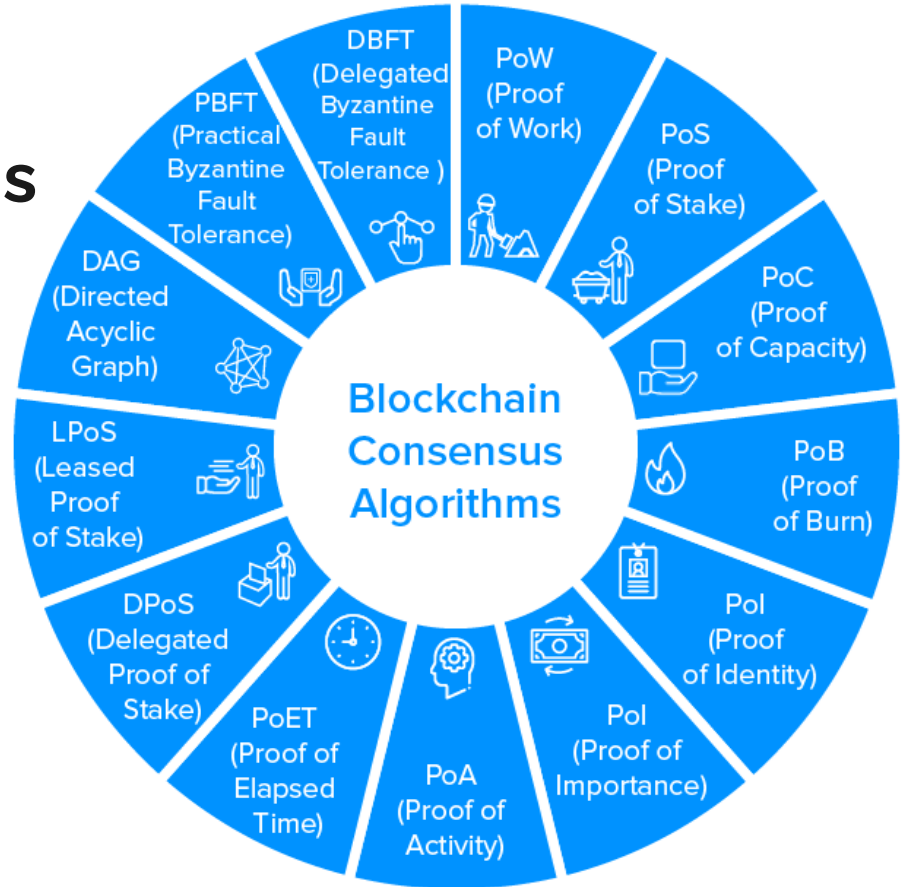 s
Blockchain
Consensus
Algorithms
PoW
(Proof
of Work)
PoS
(Proof
of Stake)
PoC
(Proof
of Capacity)
PoB
(Proof
of Burn)
PoI
(Proof
of Identity)
PoI
(Proof of
Importance)
PoA
(Proof of
Activity)
PoET
(Proof of
Elapsed
Time)
DPoS
(Delegated
Proof of
Stake)
LPoS
(Leased
Proof
of Stake)
DAG
(Directed
Acyclic
Graph)
PBFT
(Practical
Byzantine
Fault
Tolerance)
DBFT
(Delegated
Byzantine
Fault
Tolerance )